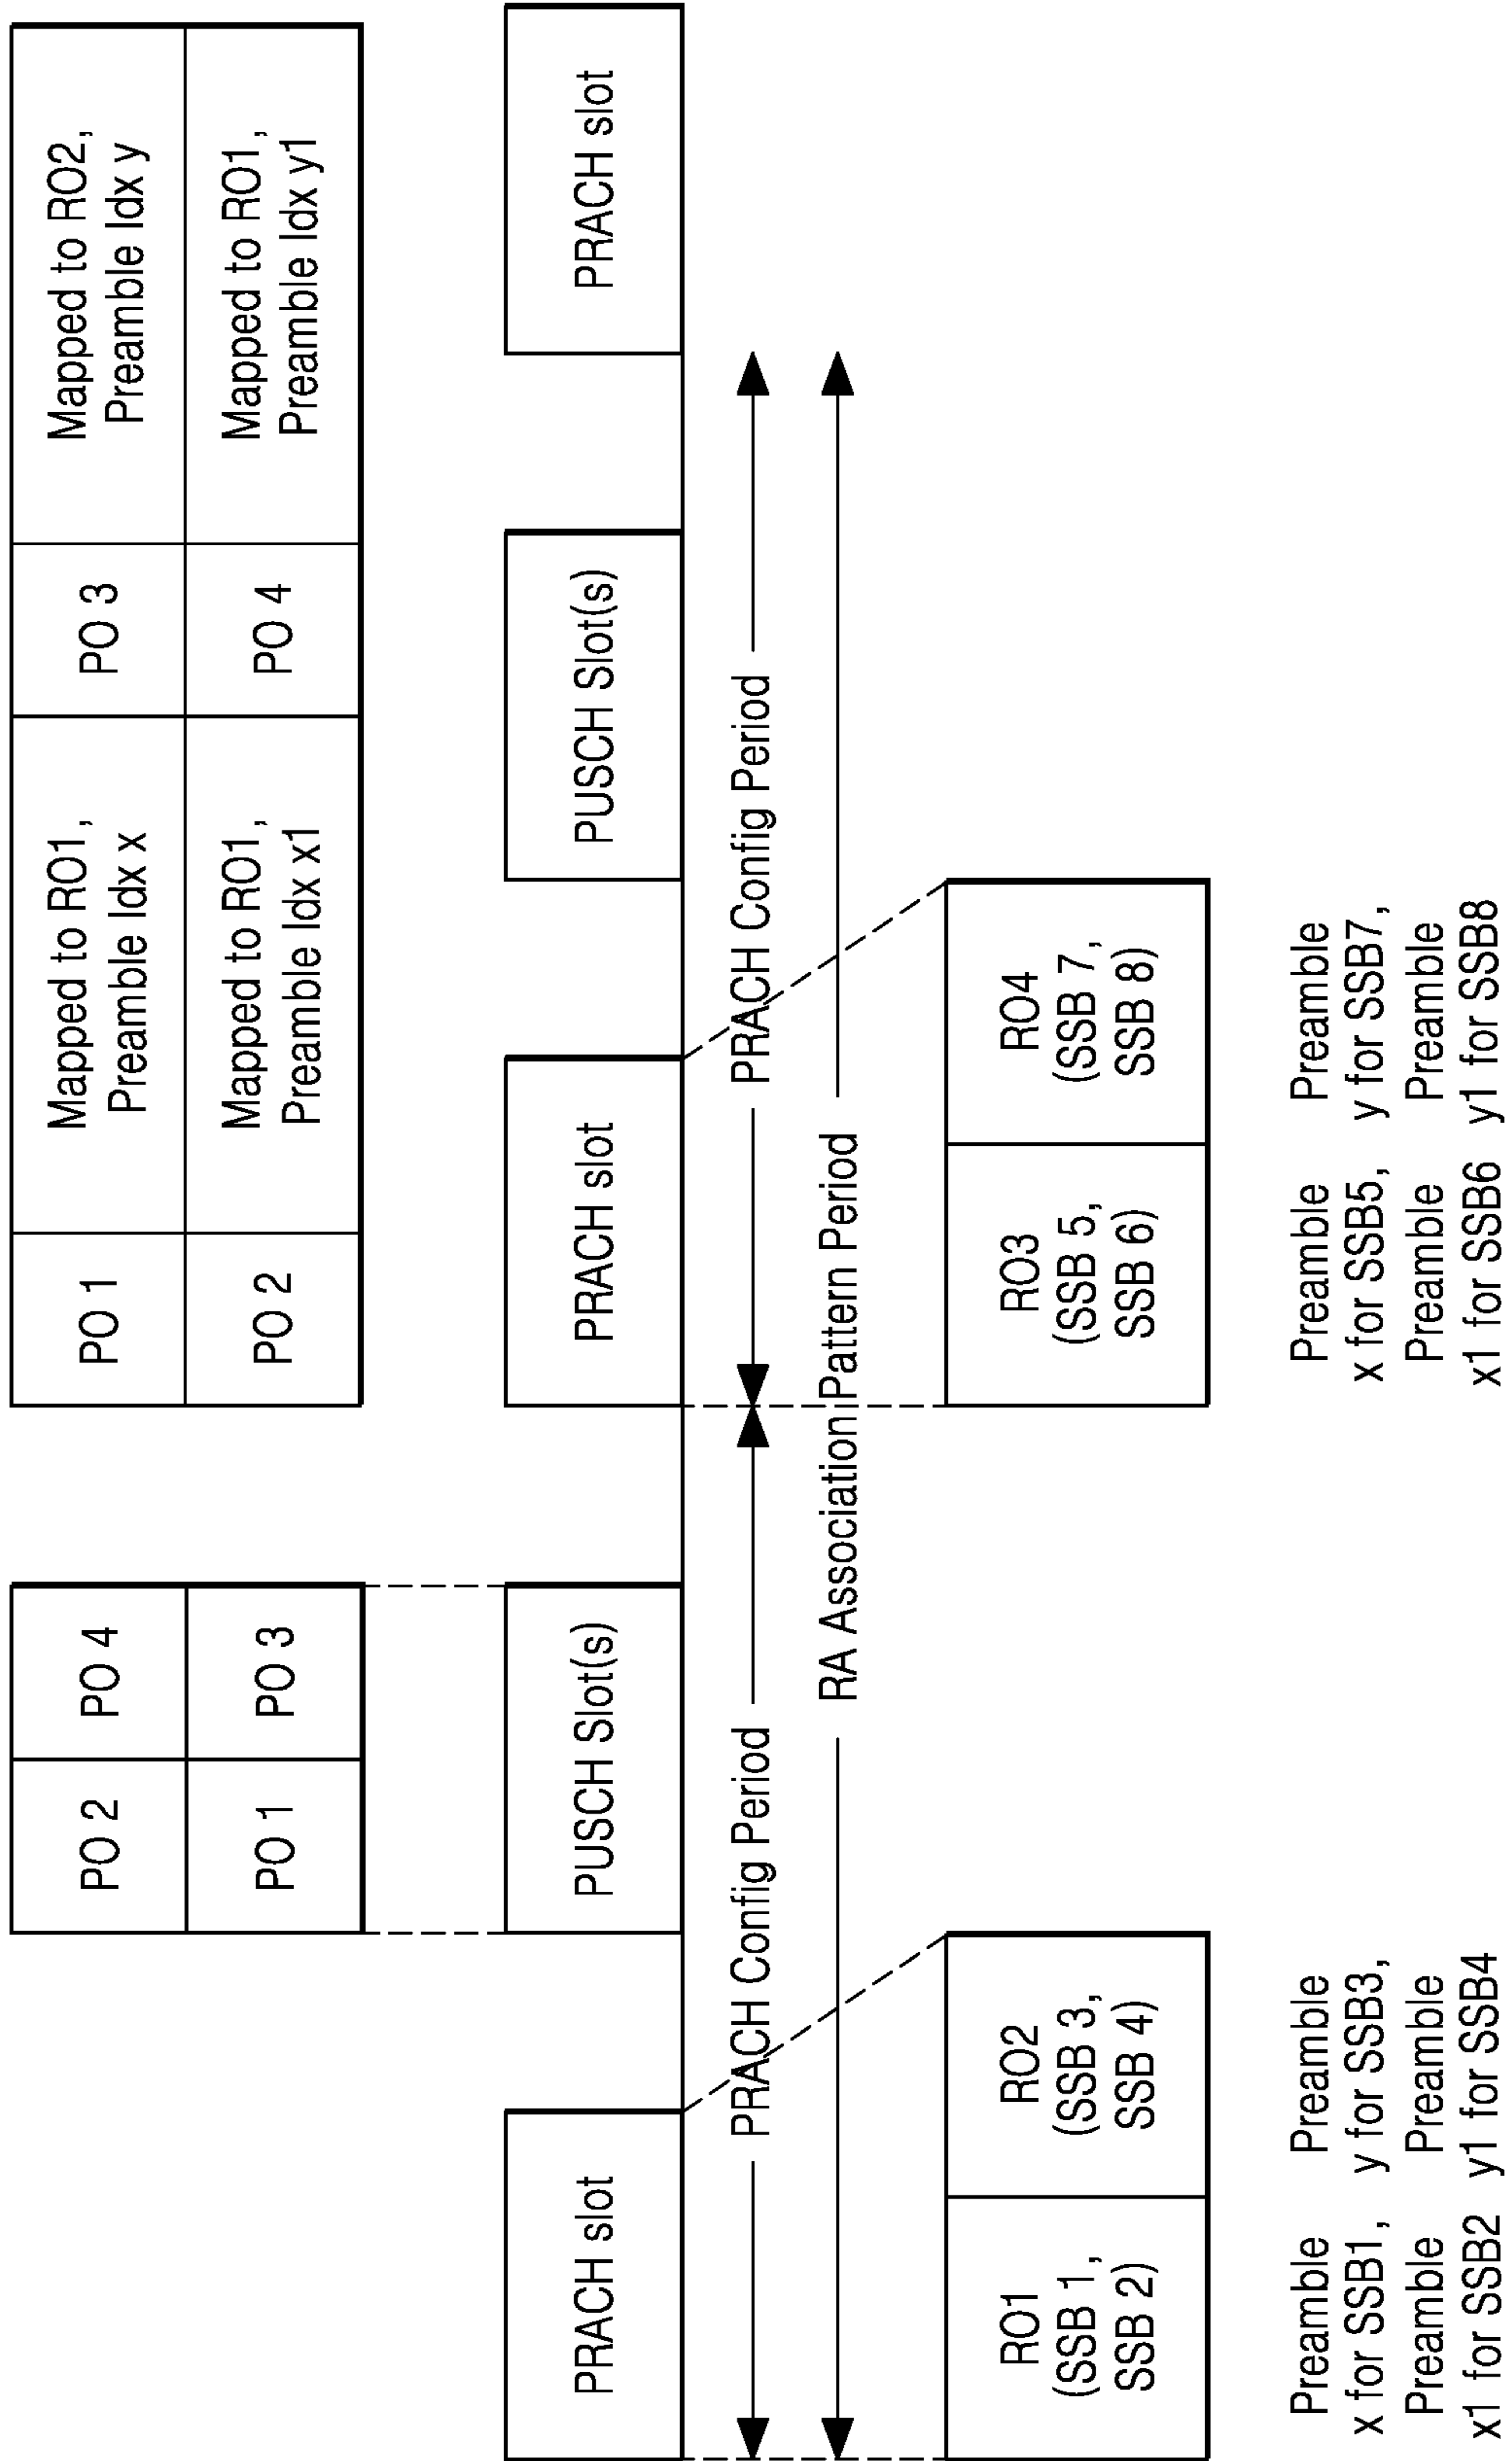 PO 2
PO 4
PO 1
PO 3
PO 1
Mapped to RO1,
Preamble Idx x
PO 3
Mapped to RO2,
Preamble Idx y
PO 2
Mapped to RO1,
Preamble Idx x1
PO 4
Mapped to RO1,
Preamble Idx y1
PRACH slot
PUSCH Slot(s)
PRACH slot
PUSCH Slot(s)
PRACH slot
PRACH Config Period
PRACH Config Period
RA Association Pattern Period
RO1
(SSB 1,
SSB 2)
RO2
(SSB 3,
SSB 4)
RO3
(SSB 5,
SSB 6)
RO4
(SSB 7,
SSB 8)
Preamble
x for SSB1,
Preamble
x1 for SSB2
Preamble
y for SSB3,
Preamble
y1 for SSB4
Preamble
x for SSB5,
Preamble
x1 for SSB6
Preamble
y for SSB7,
Preamble
y1 for SSB8